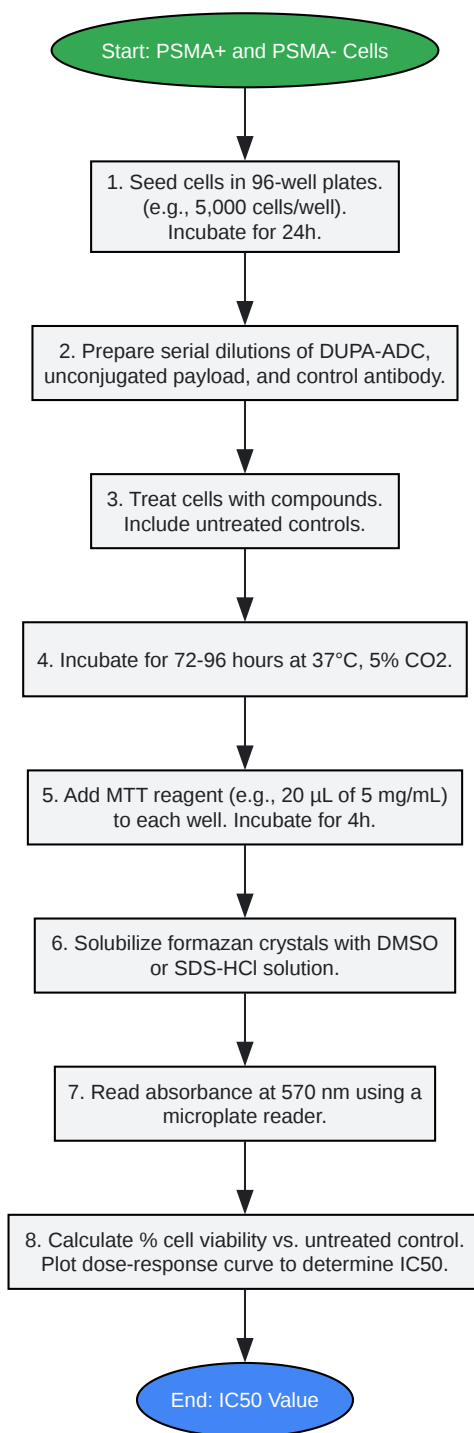 Start: PSMA+ and PSMA- Cells
1. Seed cells in 96-well plates.
(e.g., 5,000 cells/well).
Incubate for 24h.
2. Prepare serial dilutions of DUPA-ADC,
unconjugated payload, and control antibody.
3. Treat cells with compounds.
Include untreated controls.
4. Incubate for 72-96 hours at 37°C, 5% CO2.
5. Add MTT reagent (e.g., 20 µL of 5 mg/mL)
to each well. Incubate for 4h.
6. Solubilize formazan crystals with DMSO
or SDS-HCl solution.
7. Read absorbance at 570 nm using a
microplate reader.
8. Calculate % cell viability vs. untreated control.
Plot dose-response curve to determine IC50.
End: IC50 Value